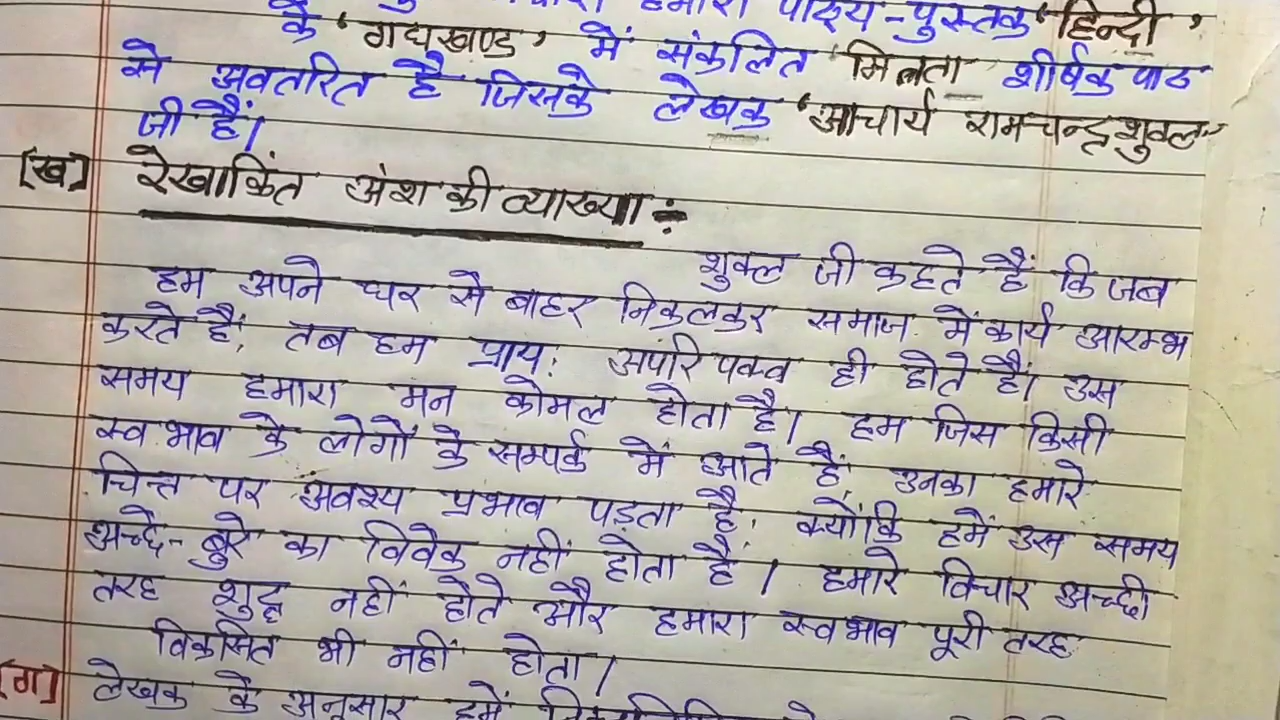 हमारी पाठ्य-पुस्तक 'हिन्दी'
के 'गद्यखण्ड' में संकलित 'मित्रता शीर्षक पाठ
से अवतरित है जिसके लेखक 'आचार्य रामचन्द्र शुक्ल'
जी हैं।
(ख) रेखांकित अंश की व्याख्या :-
शुक्ल जी कहते हैं कि जब
हम अपने घर से बाहर निकलकर समाज में कार्य आरम्भ
करते हैं, तब हम प्राय: अपरिपक्व ही होते हैं। उस
समय हमारा मन कोमल होता है। हम जिस किसी
स्वभाव के लोगों के सम्पर्क में आते हैं उनका हमारे
चित्त पर अवश्य प्रभाव पड़ता है, क्योंकि हमें उस समय
अच्छे-बुरे का विवेक नहीं होता है। हमारे विचार अच्छी
तरह शुद्ध नहीं होते और हमारा स्वभाव पूरी तरह
विकसित भी नहीं होता।
(ग) लेखक के अनुसार हमें